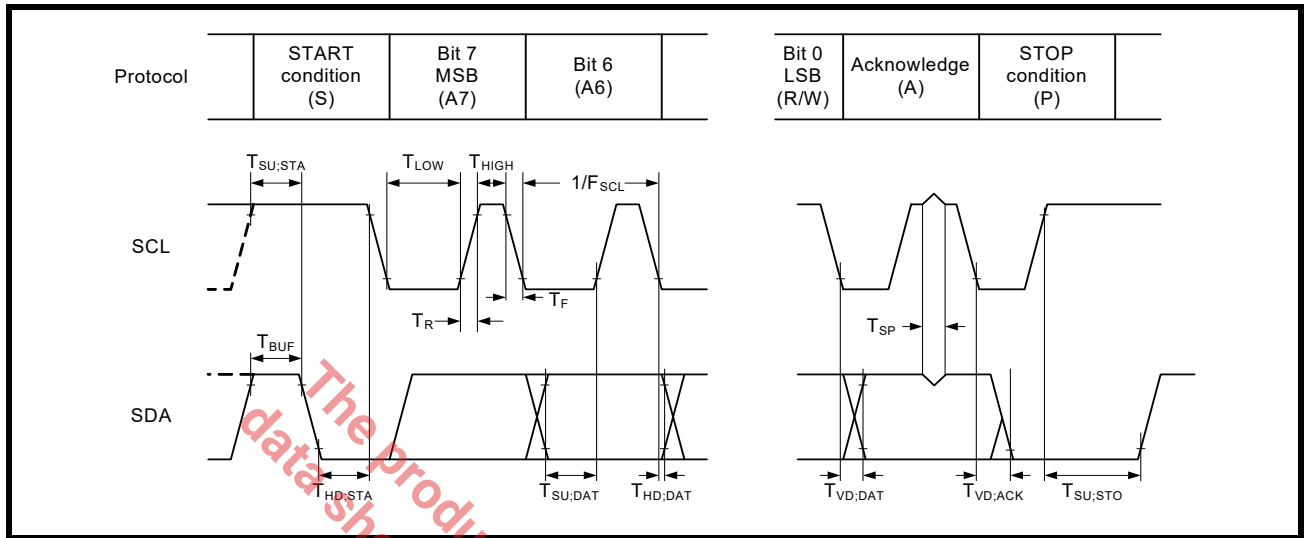 Protocol
START
condition
(S)
Bit 7
MSB
(A7)
Bit 6
(A6)
Bit 0
LSB
(R/W)
Acknowledge
(A)
STOP
condition
(P)
TSU;STA
TLOW
THIGH
1/FSCL
SCL
TR
TF
TSP
TBUF
SDA
THD;STA
TSU;DAT
THD;DAT
TVD;DAT
TVD;ACK
TSU;STO
The produ
data sh